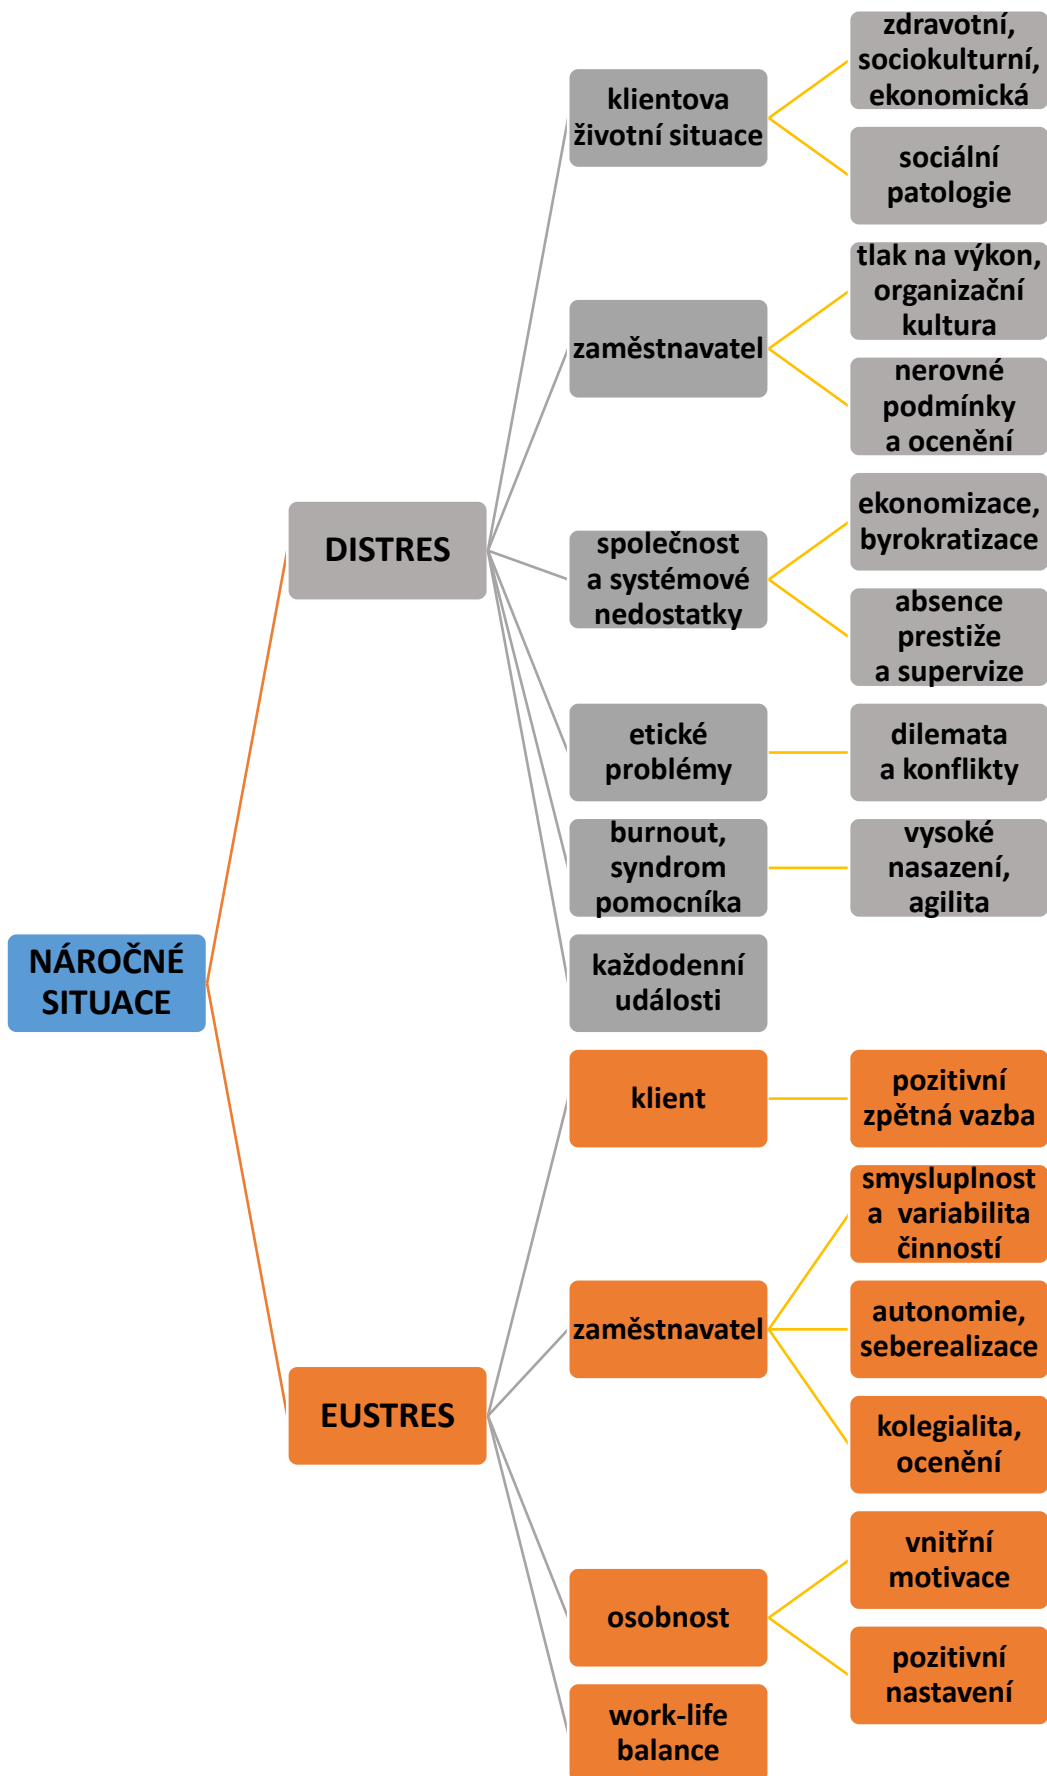 zdravotní,
sociokulturní,
ekonomická
klientova
životní situace
sociální
patologie
tlak na výkon,
organizační
kultura
zaměstnavatel
nerovné
podmínky
a ocenění
DISTRES
ekonomizace,
byrokratizace
společnost
a systémové
nedostatky
absence
prestiže
a supervize
etické
problémy
dilemata
a konflikty
burnout,
syndrom
pomocníka
vysoké
nasazení,
agilita
NÁROČNÉ
SITUACE
každodenní
události
klient
pozitivní
zpětná vazba
smysluplnost
a  variabilita
činností
zaměstnavatel
autonomie,
seberealizace
EUSTRES
kolegialita,
ocenění
vnitřní
motivace
osobnost
pozitivní
nastavení
work-life
balance